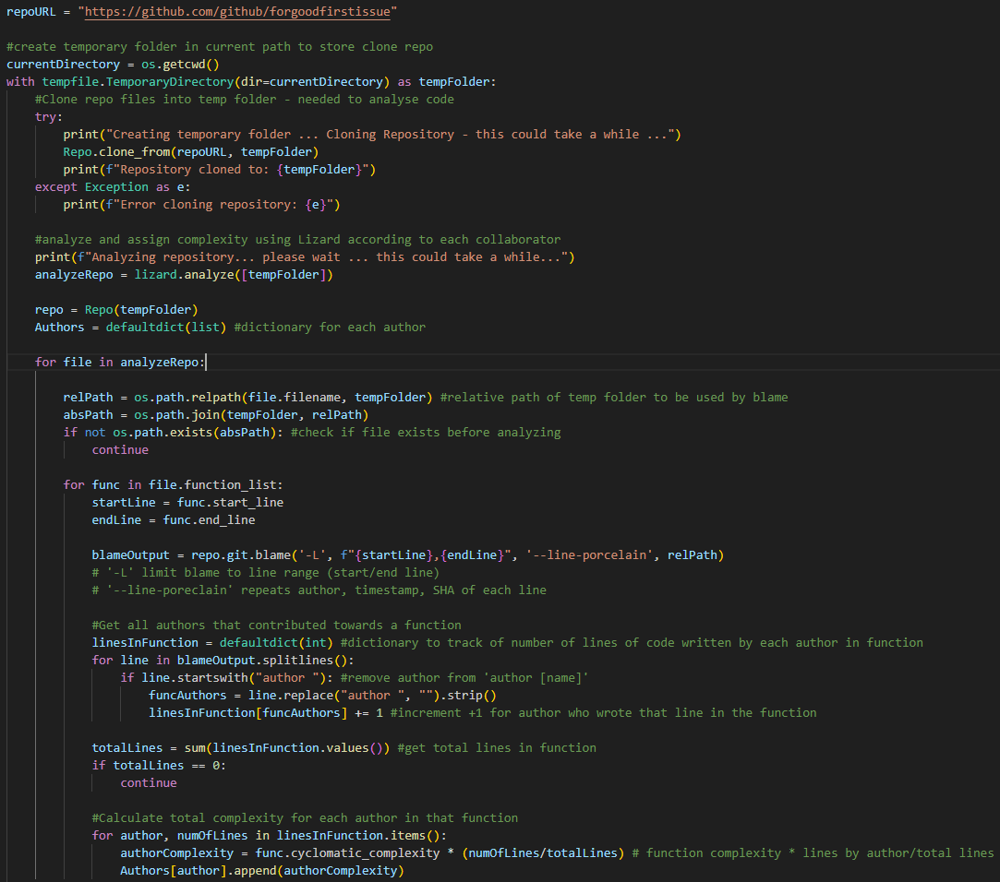 repoURL = "https://github.com/github/forgoodfirstissue"
#create temporary folder in current path to store clone repo
currentDirectory = os.getcwd()
with tempfile.TemporaryDirectory(dir=currentDirectory) as tempFolder:
    #Clone repo files into temp folder - needed to analyse code
    try:
        print("Creating temporary folder ... Cloning Repository - this could take a while ...")
        Repo.clone_from(repoURL, tempFolder)
        print(f"Repository cloned to: {tempFolder}")
    except Exception as e:
        print(f"Error cloning repository: {e}")
    #analyze and assign complexity using Lizard according to each collaborator
    print(f"Analyzing repository... please wait ... this could take a while...")
    analyzeRepo = lizard.analyze([tempFolder])
    repo = Repo(tempFolder)
    Authors = defaultdict(list) #dictionary for each author
    for file in analyzeRepo:
        relPath = os.path.relpath(file.filename, tempFolder) #relative path of temp folder to be used by blame
        absPath = os.path.join(tempFolder, relPath)
        if not os.path.exists(absPath): #check if file exists before analyzing
            continue
        for func in file.function_list:
            startLine = func.start_line
            endLine = func.end_line
            blameOutput = repo.git.blame('-L', f"{startLine},{endLine}", '--line-porcelain', relPath)
            # '-L' limit blame to line range (start/end line)
            # '--line-poreclain' repeats author, timestamp, SHA of each line
            #Get all authors that contributed towards a function
            linesInFunction = defaultdict(int) #dictionary to track of number of lines of code written by each author in function
            for line in blameOutput.splitlines():
                if line.startswith("author "): #remove author from 'author [name]'
                    funcAuthors = line.replace("author ", "").strip()
                    linesInFunction[funcAuthors] += 1 #increment +1 for author who wrote that line in the function
            totalLines = sum(linesInFunction.values()) #get total lines in function
            if totalLines == 0:
                continue
            #Calculate total complexity for each author in that function
            for author, numOfLines in linesInFunction.items():
                authorComplexity = func.cyclomatic_complexity * (numOfLines/totalLines) # function complexity * lines by author/total lines
                Authors[author].append(authorComplexity)